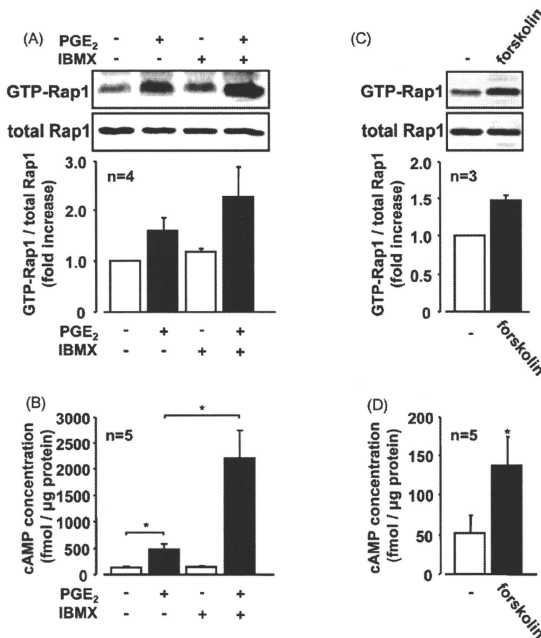 (A)
PGE₂ - + - +
IBMX - - + +
GTP-Rap1
total Rap1
GTP-Rap1 / total Rap1
(fold increase)
3.0
2.0
1.0
0
n=4
PGE₂ - + - +
IBMX - - + +
(B)
cAMP concentration
(fmol / µg protein)
3000
2500
2000
1500
1000
500
0
n=5
*
*
PGE₂ - + - +
IBMX - - + +
(C)
- forskolin
GTP-Rap1
total Rap1
GTP-Rap1 / total Rap1
(fold increase)
2.0
1.5
1.0
0.5
0
n=3
- forskolin
(D)
cAMP concentration
(fmol / µg protein)
200
150
100
50
0
n=5
*
- forskolin